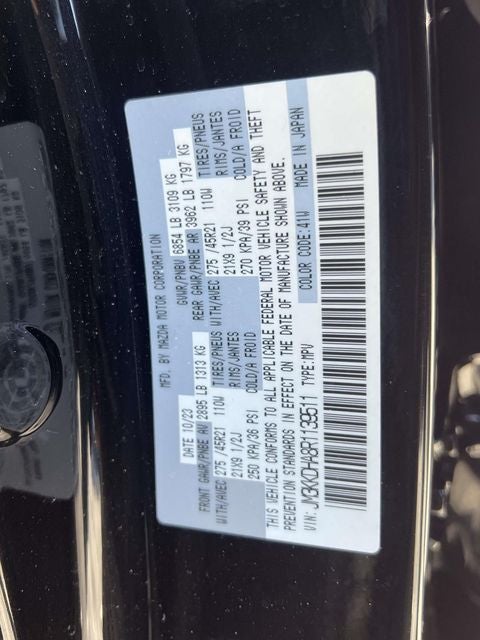 MFD. BY MAZDA MOTOR CORPORATION
DATE 10/23 GVWR/PNBV 6854 LB 3109 KG
FRONT GAWR/PNBE AV 2895 LB 1313 KG REAR GAWR/PNBE AR 3962 LB 1797 KG
WITH/AVEC 275 /45R21 110W TIRES/PNEUS WITH/AVEC 275 /45R21 110W TIRES/PNEUS
21X9 1/2J RIMS/JANTES 21X9 1/2J RIMS/JANTES
250 KPA/36 PSI COLD/A FROID 270 KPA/39 PSI COLD/A FROID
THIS VEHICLE CONFORMS TO ALL APPLICABLE FEDERAL MOTOR VEHICLE SAFETY AND THEFT
PREVENTION STANDARDS IN EFFECT ON THE DATE OF MANUFACTURE SHOWN ABOVE.
VIN: JM3KKDHA8R1139511 TYPE:MPV
COLOR CODE:41W MADE IN JAPAN